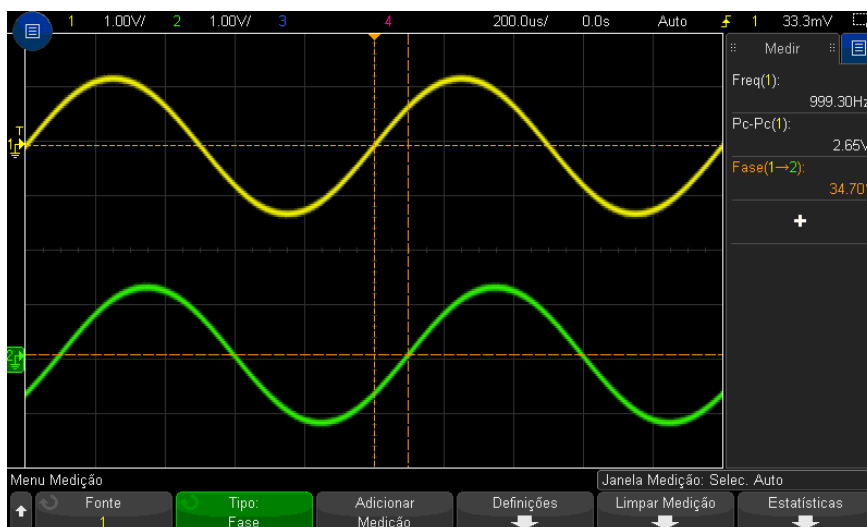 1 1.00V/ 2 1.00V/ 3 4 200.0us/ 0.0s Auto 1 33.3mV
Medir
Freq(1):
999.30Hz
Pc-Pc(1):
2.65V
Fase(1→2):
34.70°
+
T
1
2
Menu Medição
Janela Medição: Selec. Auto
Fonte
1
Tipo:
Fase
Adicionar
Medição
Definições
Limpar Medição
Estatísticas